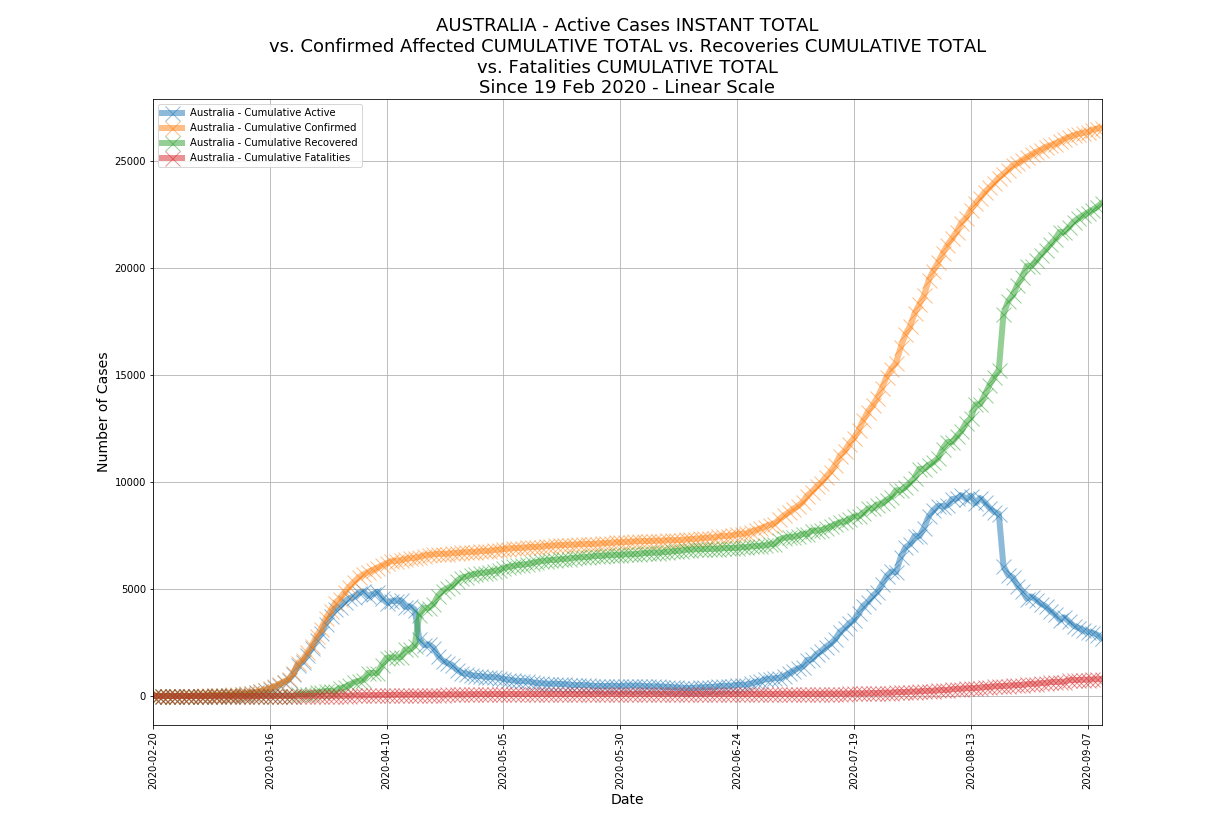 AUSTRALIA - Active Cases INSTANT TOTAL
vs. Confirmed Affected CUMULATIVE TOTAL vs. Recoveries CUMULATIVE TOTAL
vs. Fatalities CUMULATIVE TOTAL
Since 19 Feb 2020 - Linear Scale
Australia - Cumulative Active
Australia - Cumulative Confirmed
Australia - Cumulative Recovered
Australia - Cumulative Fatalities
Number of Cases
25000
20000
15000
10000
5000
0
2020-02-20
2020-03-16
2020-04-10
2020-05-05
2020-05-30
2020-06-24
2020-07-19
2020-08-13
2020-09-07
Date